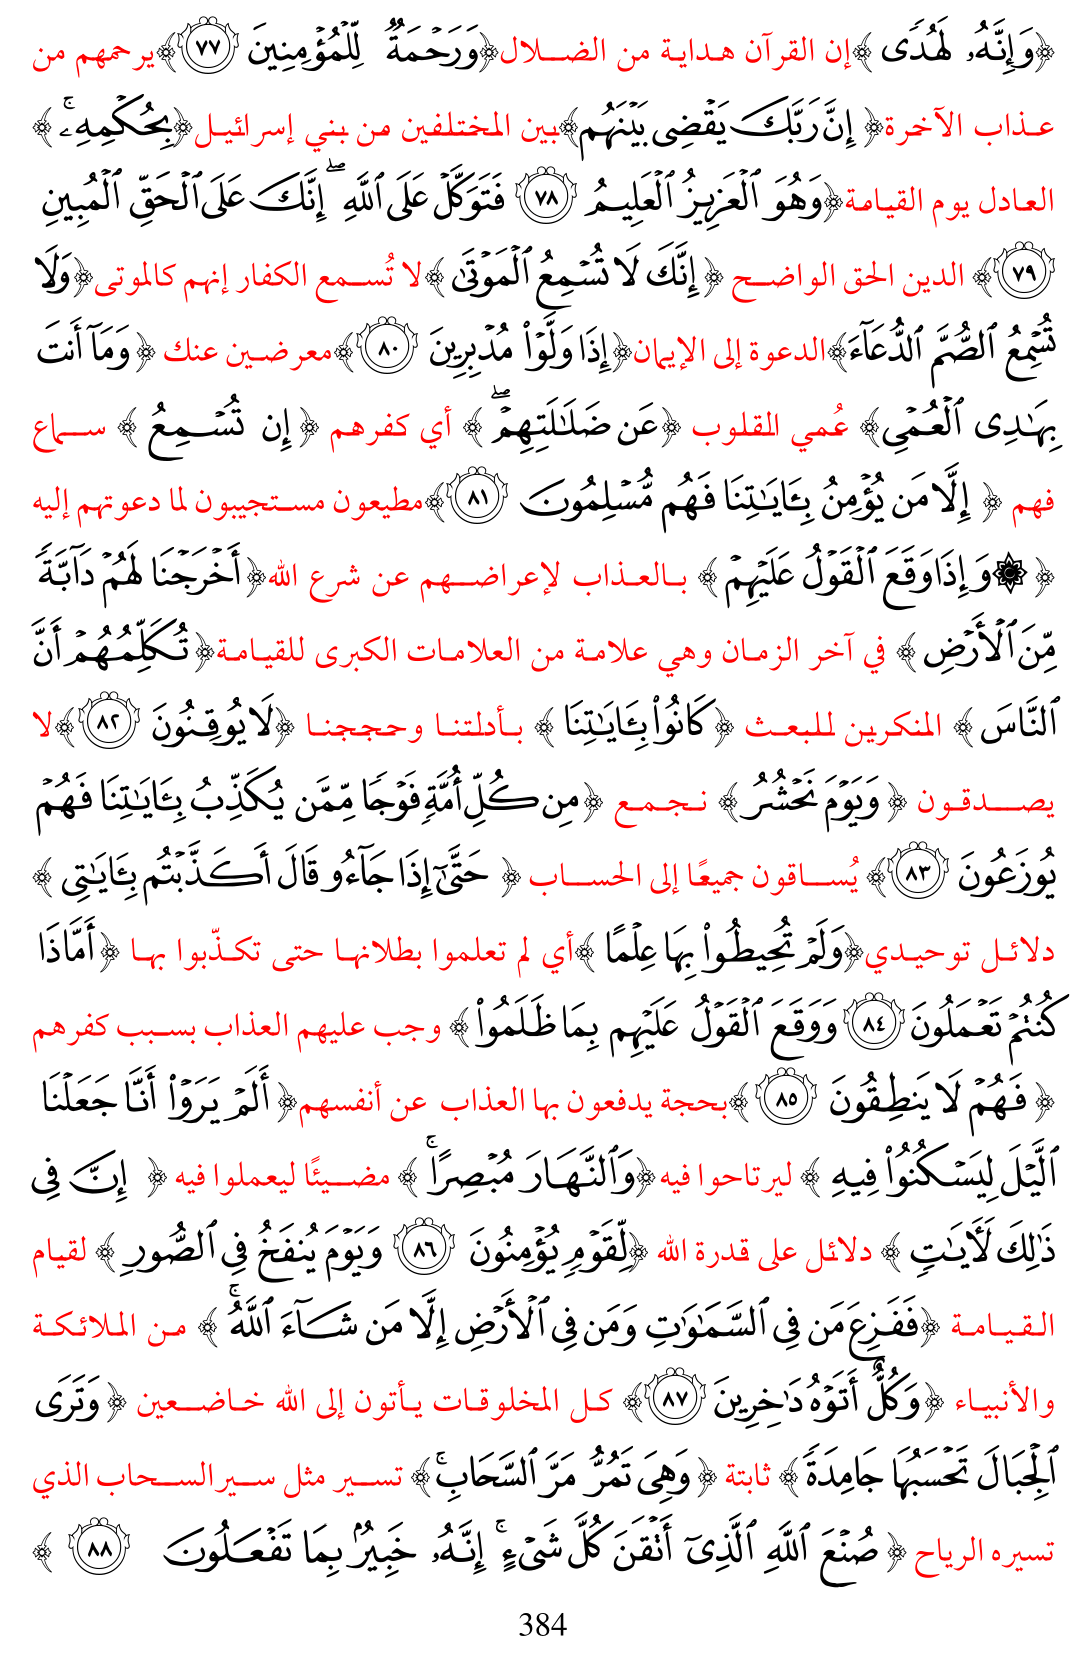 ﴿وَإِنَّهُۥ لَهُدٗى ﴾إن القرآن هداية من الضلال﴿وَرَحۡمَةٞ لِّلۡمُؤۡمِنِينَ ٧٧﴾يرحمهم من
عذاب الآخرة﴿ إِنَّ رَبَّكَ يَقۡضِي بَيۡنَهُم﴾بين المختلفين من بني إسرائيل﴿بِحُكۡمِهِۦۚ ﴾
العادل يوم القيامة﴿وَهُوَ ٱلۡعَزِيزُ ٱلۡعَلِيمُ ٧٨ فَتَوَكَّلۡ عَلَى ٱللَّهِۖ إِنَّكَ عَلَى ٱلۡحَقِّ ٱلۡمُبِينِ
٧٩﴾ الدين الحق الواضح ﴿ إِنَّكَ لَا تُسۡمِعُ ٱلۡمَوۡتَىٰ ﴾لا تُسمع الكفار إنهم كالموتى﴿وَلَا
تُسۡمِعُ ٱلصُّمَّ ٱلدُّعَآءَ﴾الدعوة إلى الإيمان﴿إِذَا وَلَّوۡاْ مُدۡبِرِينَ ٨٠﴾معرضين عنك ﴿ وَمَآ أَنتَ
بِهَٰدِي ٱلۡعُمۡيِ﴾ عُمي القلوب ﴿عَن ضَلَٰلَتِهِمۡۖ ﴾ أي كفرهم ﴿ إِن تُسۡمِعُ ﴾ سماع
فهم ﴿ إِلَّا مَن يُؤۡمِنُ بِـَٔايَٰتِنَا فَهُم مُّسۡلِمُونَ ٨١﴾مطيعون مستجيبون لما دعوتهم إليه
﴿ ۞وَإِذَا وَقَعَ ٱلۡقَوۡلُ عَلَيۡهِمۡ ﴾ بالعذاب لإعراضهم عن شرع الله﴿ أَخۡرَجۡنَا لَهُمۡ دَآبَّةٗ
مِّنَ ٱلۡأَرۡضِ ﴾ في آخر الزمان وهي علامة من العلامات الكبرى للقيامة﴿ تُكَلِّمُهُمۡ أَنَّ
ٱلنَّاسَ ﴾ المنكرين للبعث ﴿كَانُواْ بِـَٔايَٰتِنَا ﴾ بأدلتنا وحججنا ﴿لَا يُوقِنُونَ ٨٢﴾لا
يصدقون ﴿ وَيَوۡمَ نَحۡشُرُ ﴾ نجمع ﴿مِن كُلِّ أُمَّةٖ فَوۡجٗا مِّمَّن يُكَذِّبُ بِـَٔايَٰتِنَا فَهُمۡ
يُوزَعُونَ ٨٣﴾ يُساقون جميعًا إلى الحساب ﴿ حَتَّىٰٓ إِذَا جَآءُو قَالَ أَكَذَّبۡتُم بِـَٔايَٰتِي ﴾
دلائل توحيدي﴿وَلَمۡ تُحِيطُواْ بِهَا عِلۡمًا ﴾أي لم تعلموا بطلانها حتى تكذّبوا بها ﴿أَمَّاذَا
كُنتُمۡ تَعۡمَلُونَ ٨٤ وَوَقَعَ ٱلۡقَوۡلُ عَلَيۡهِم بِمَا ظَلَمُواْ﴾ وجب عليهم العذاب بسبب كفرهم
﴿ فَهُمۡ لَا يَنطِقُونَ ٨٥ ﴾بحجة يدفعون بها العذاب عن أنفسهم﴿ أَلَمۡ يَرَوۡاْ أَنَّا جَعَلۡنَا
ٱلَّيۡلَ لِيَسۡكُنُواْ فِيهِ ﴾ ليرتاحوا فيه﴿وَٱلنَّهَارَ مُبۡصِرًاۚ ﴾ مضيئًا ليعملوا فيه ﴿ إِنَّ فِي
ذَٰلِكَ لَأٓيَٰتٖ ﴾ دلائل على قدرة الله ﴿لِّقَوۡمٖ يُؤۡمِنُونَ ٨٦ وَيَوۡمَ يُنفَخُ فِي ٱلصُّورِ ﴾ لقيام
القيامة ﴿فَفَزِعَ مَن فِي ٱلسَّمَٰوَٰتِ وَمَن فِي ٱلۡأَرۡضِ إِلَّا مَن شَآءَ ٱللَّهُۚ ﴾ من الملائكة
والأنبياء ﴿وَكُلٌّ أَتَوۡهُ دَٰخِرِينَ ٨٧﴾ كل المخلوقات يأتون إلى الله خاضعين ﴿ وَتَرَى
ٱلۡجِبَالَ تَحۡسَبُهَا جَامِدَةٗ ﴾ ثابتة ﴿ وَهِيَ تَمُرُّ مَرَّ ٱلسَّحَابِۚ ﴾ تسير مثل سير السحاب الذي
تسيره الرياح ﴿ صُنۡعَ ٱللَّهِ ٱلَّذِيٓ أَتۡقَنَ كُلَّ شَيۡءٍۚ إِنَّهُۥ خَبِيرُۢ بِمَا تَفۡعَلُونَ ٨٨ ﴾
384